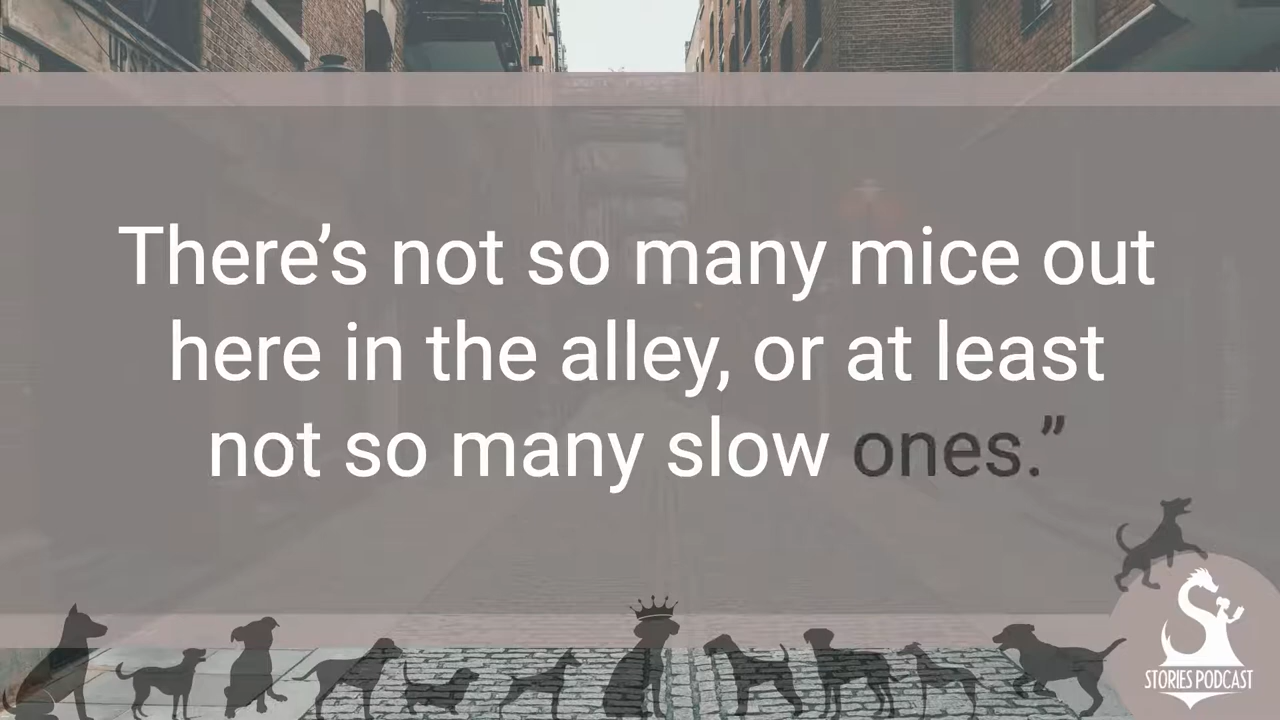 There’s not so many mice out
here in the alley, or at least
not so many slow ones.”
STORIES PODCAST